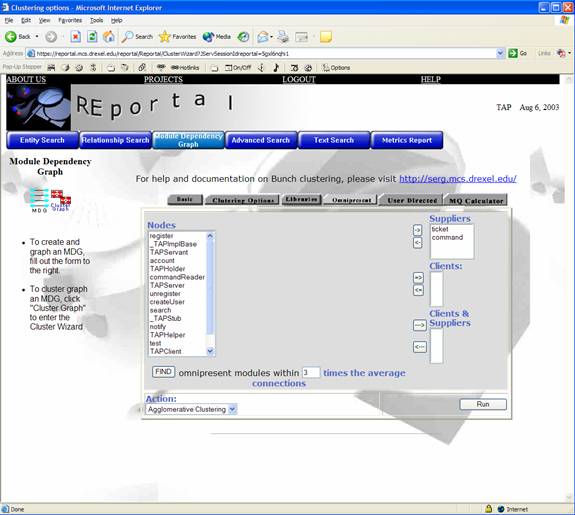 Clustering options - Microsoft Internet Explorer
File Edit View Favorites Tools Help
Back Search Favorites Media
Address https://reportal.mcs.drexel.edu/reportal/Reportal/ClusterWizard?JServSessionIdreportal=5gxl6nqhi1 Go Links
Pop-Up Stopper Hotlinks On/Off Options
ABOUT US PROJECTS LOGOUT HELP
REportal
TAP Aug 6, 2003
Entity Search Relationship Search Module Dependency Graph Advanced Search Text Search Metrics Report
Module Dependency
Graph
For help and documentation on Bunch clustering, please visit http://serg.mcs.drexel.edu/
MDG Cluster Graph
Basic Clutering Options Libraries Omnipresent User Directed MQ Calculator
To create and
graph an MDG,
fill out the form to
the right.
To cluster graph
an MDG, click
"Cluster Graph"
to enter the
Cluster Wizard
Nodes
register
_TAPImplBase
TAPServant
account
TAPHolder
commandReader
TAPServer
unregister
createUser
search
_TAPStub
notify
TAPHelper
test
TAPClient
Suppliers
->
<-
ticket
command
Clients:
=>
<=
Clients &
Suppliers
--->
<---
FIND omnipresent modules within 3 times the average
connections
Action:
Agglomerative Clustering
Run
Done Internet